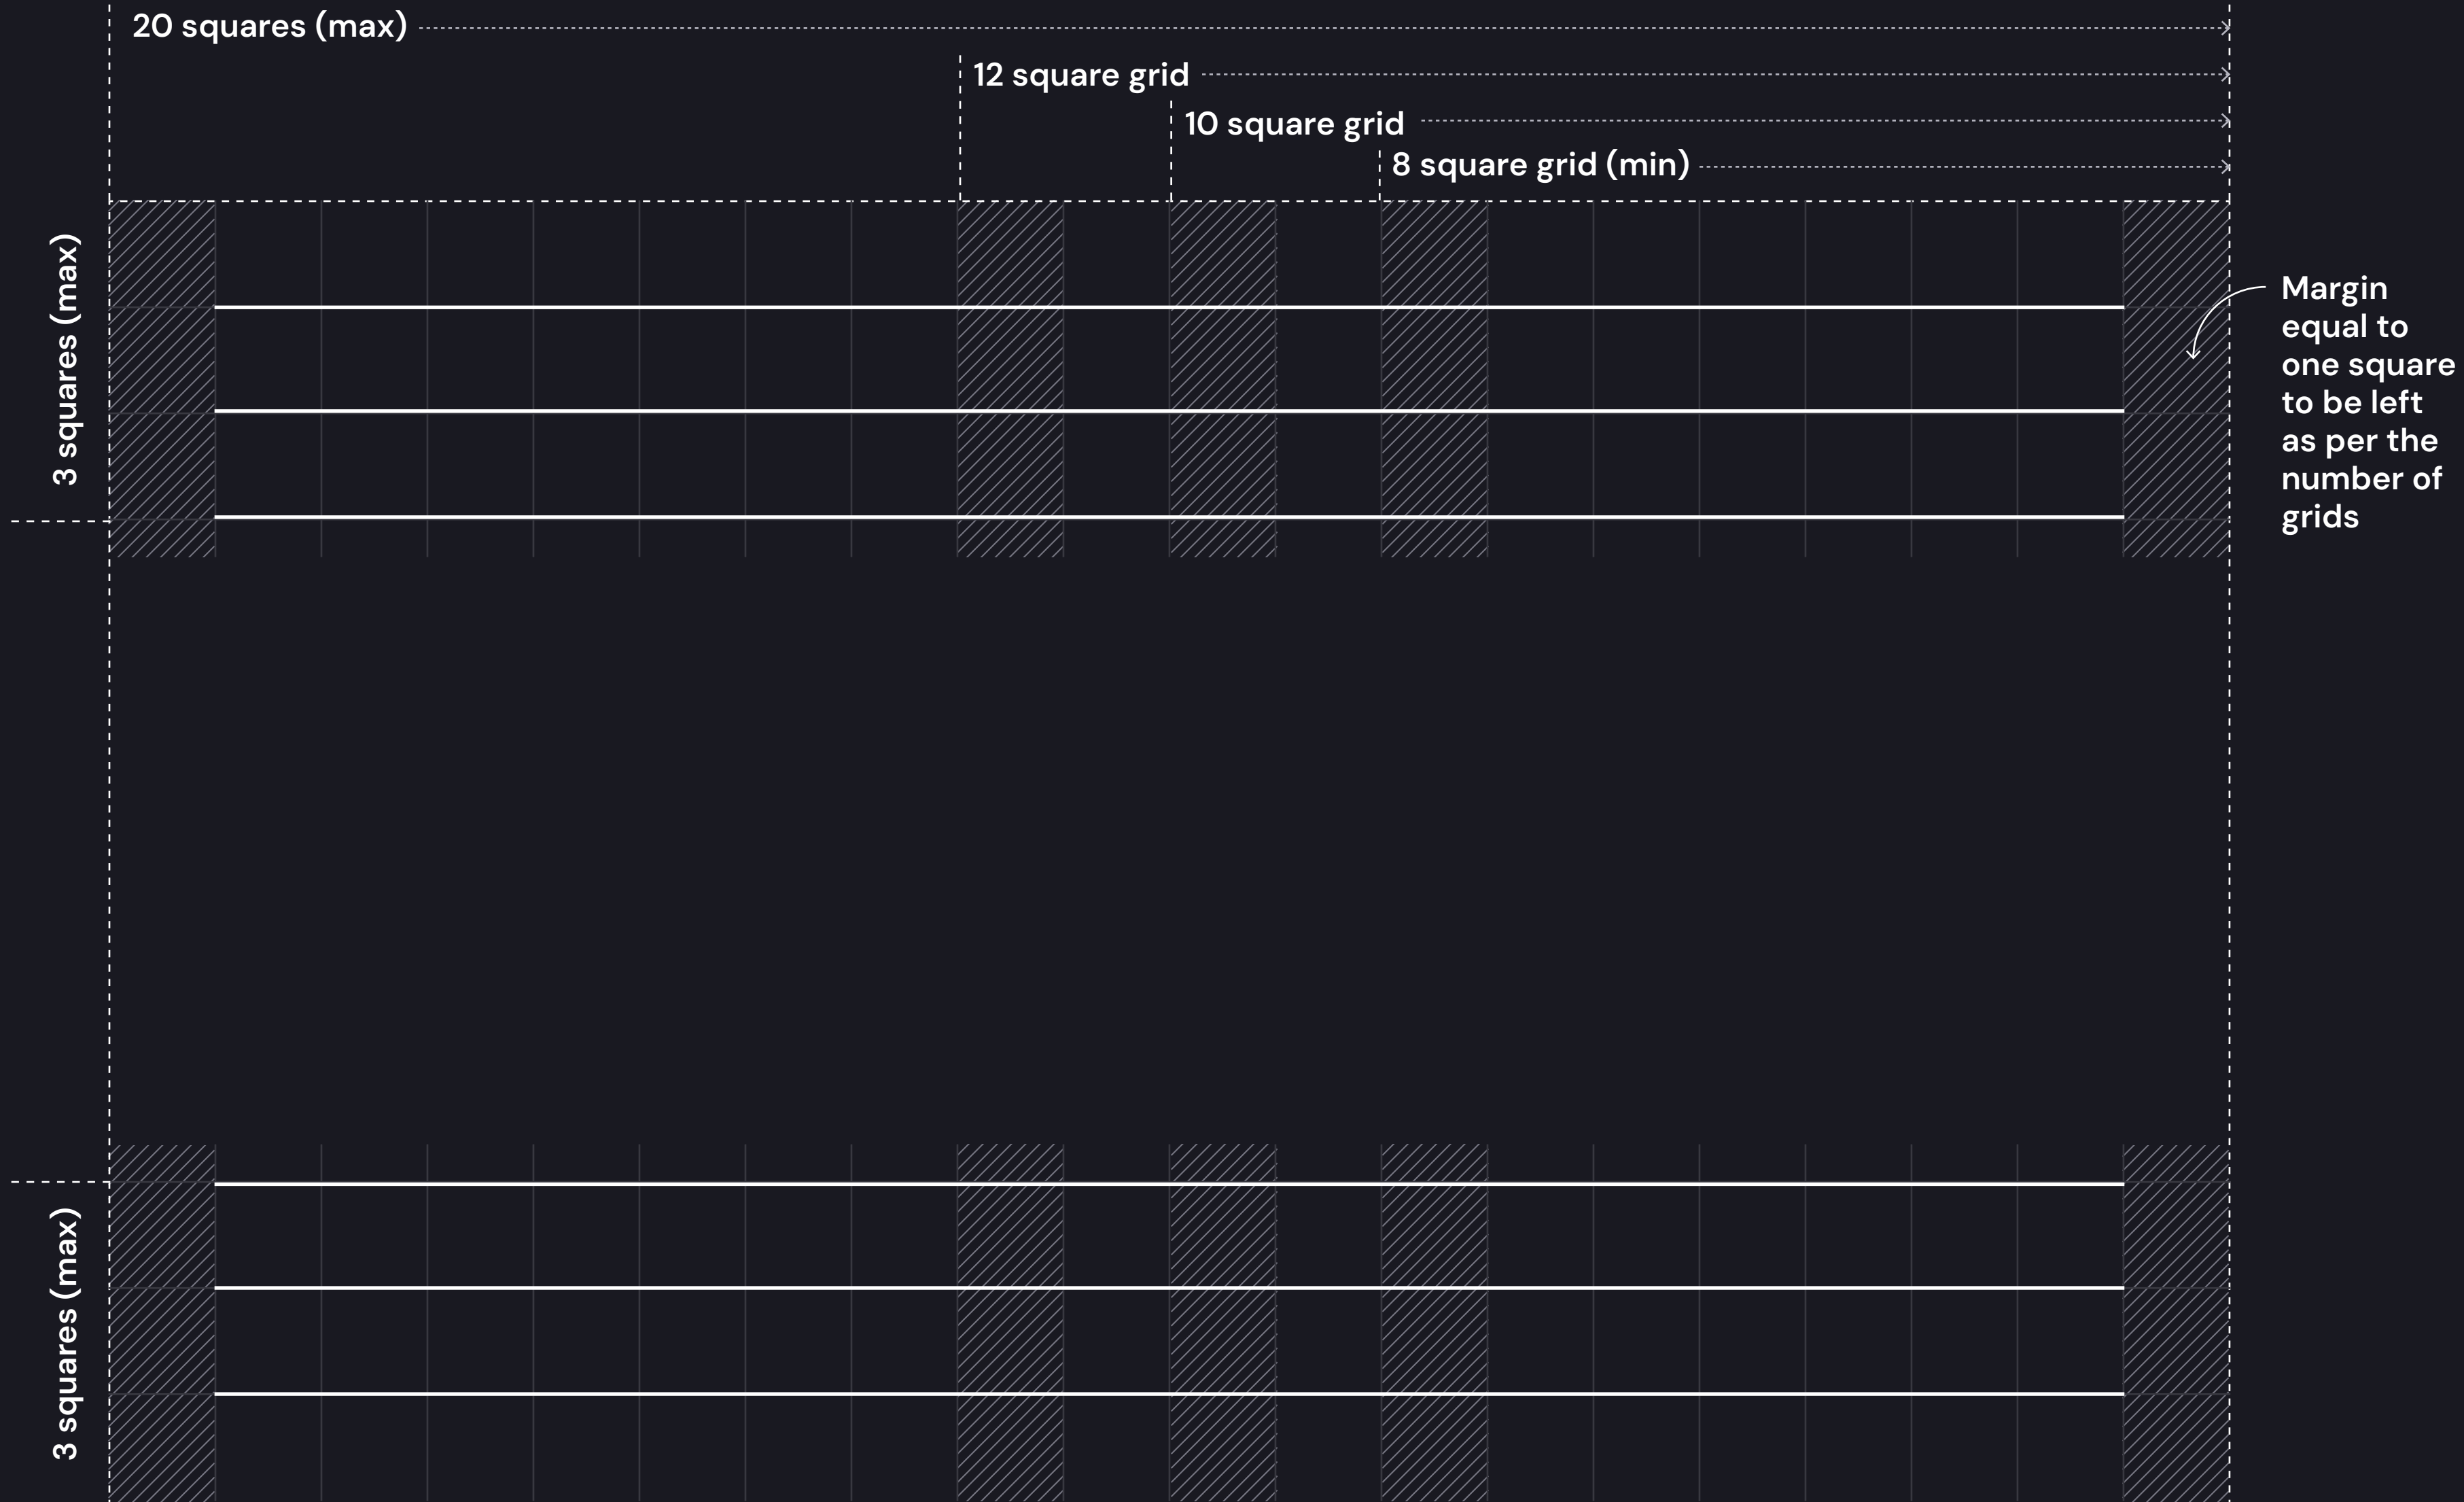 20 squares (max)
12 square grid
10 square grid
8 square grid (min)
3 squares (max)
Margin
equal to
one square
to be left
as per the
number of
grids
3 squares (max)